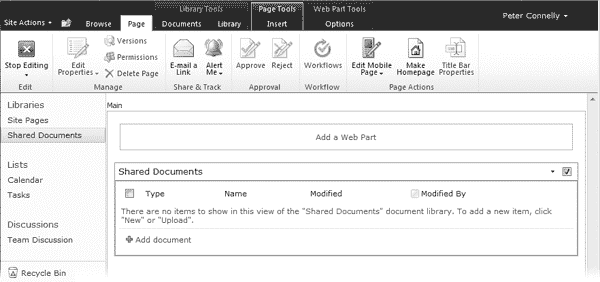 Library Tools Page Tools Web Part Tools Peter Connelly
Site Actions Browse Page Documents Library Insert Options
Stop Editing Edit Properties Versions Permissions Delete Page E-mail a Link Alert Me Approve Reject Workflows Edit Mobile Page Make Homepage Title Bar Properties
Edit Manage Share & Track Approval Workflow Page Actions
Libraries
Site Pages
Shared Documents
Lists
Calendar
Tasks
Discussions
Team Discussion
Recycle Bin
Main
Add a Web Part
Shared Documents
Type Name Modified Modified By
There are no items to show in this view of the "Shared Documents" document library. To add a new item, click
"New" or "Upload".
Add document